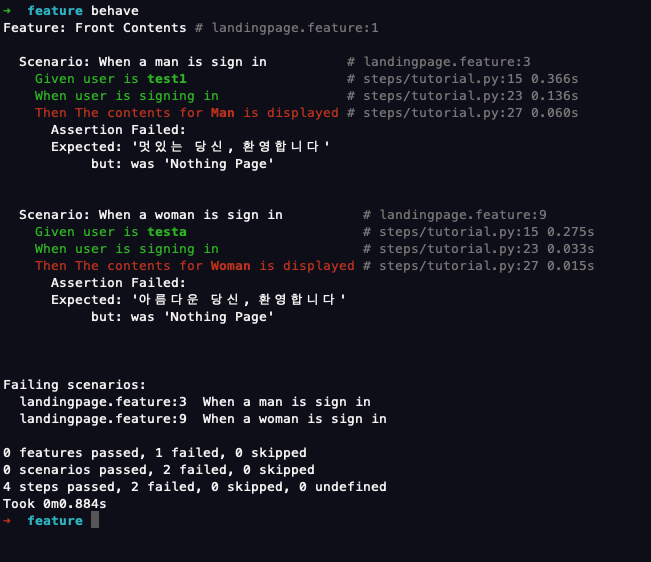 → feature behave
Feature: Front Contents # landingpage.feature:1
Scenario: When a man is sign in # landingpage.feature:3
Given user is test1 # steps/tutorial.py:15 0.366s
When user is signing in # steps/tutorial.py:23 0.136s
Then The contents for Man is displayed # steps/tutorial.py:27 0.060s
Assertion Failed:
Expected: '멋있는 당신, 환영합니다'
but: was 'Nothing Page'
Scenario: When a woman is sign in # landingpage.feature:9
Given user is testa # steps/tutorial.py:15 0.275s
When user is signing in # steps/tutorial.py:23 0.033s
Then The contents for Woman is displayed # steps/tutorial.py:27 0.015s
Assertion Failed:
Expected: '아름다운 당신, 환영합니다'
but: was 'Nothing Page'
Failing scenarios:
landingpage.feature:3 When a man is sign in
landingpage.feature:9 When a woman is sign in
0 features passed, 1 failed, 0 skipped
0 scenarios passed, 2 failed, 0 skipped
4 steps passed, 2 failed, 0 skipped, 0 undefined
Took 0m0.884s
→ feature